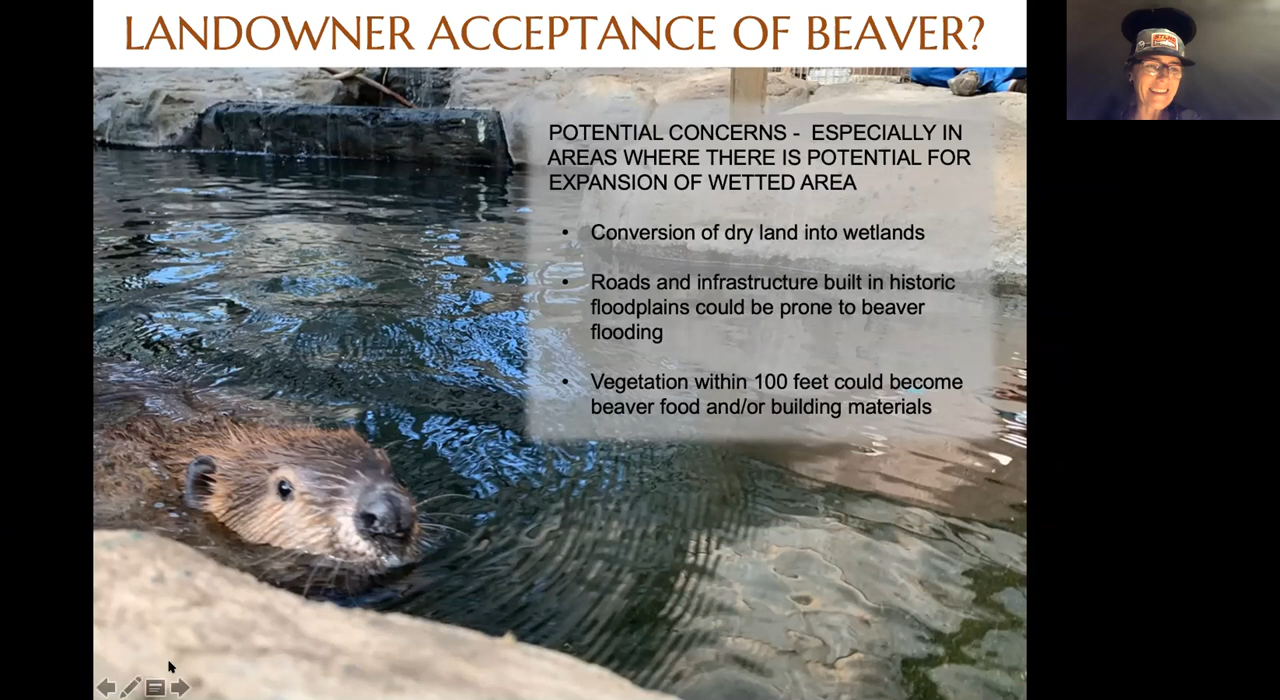 LANDOWNER ACCEPTANCE OF BEAVER?
POTENTIAL CONCERNS - ESPECIALLY IN
AREAS WHERE THERE IS POTENTIAL FOR
EXPANSION OF WETTED AREA
• Conversion of dry land into wetlands
• Roads and infrastructure built in historic
floodplains could be prone to beaver
flooding
• Vegetation within 100 feet could become
beaver food and/or building materials
STIHL